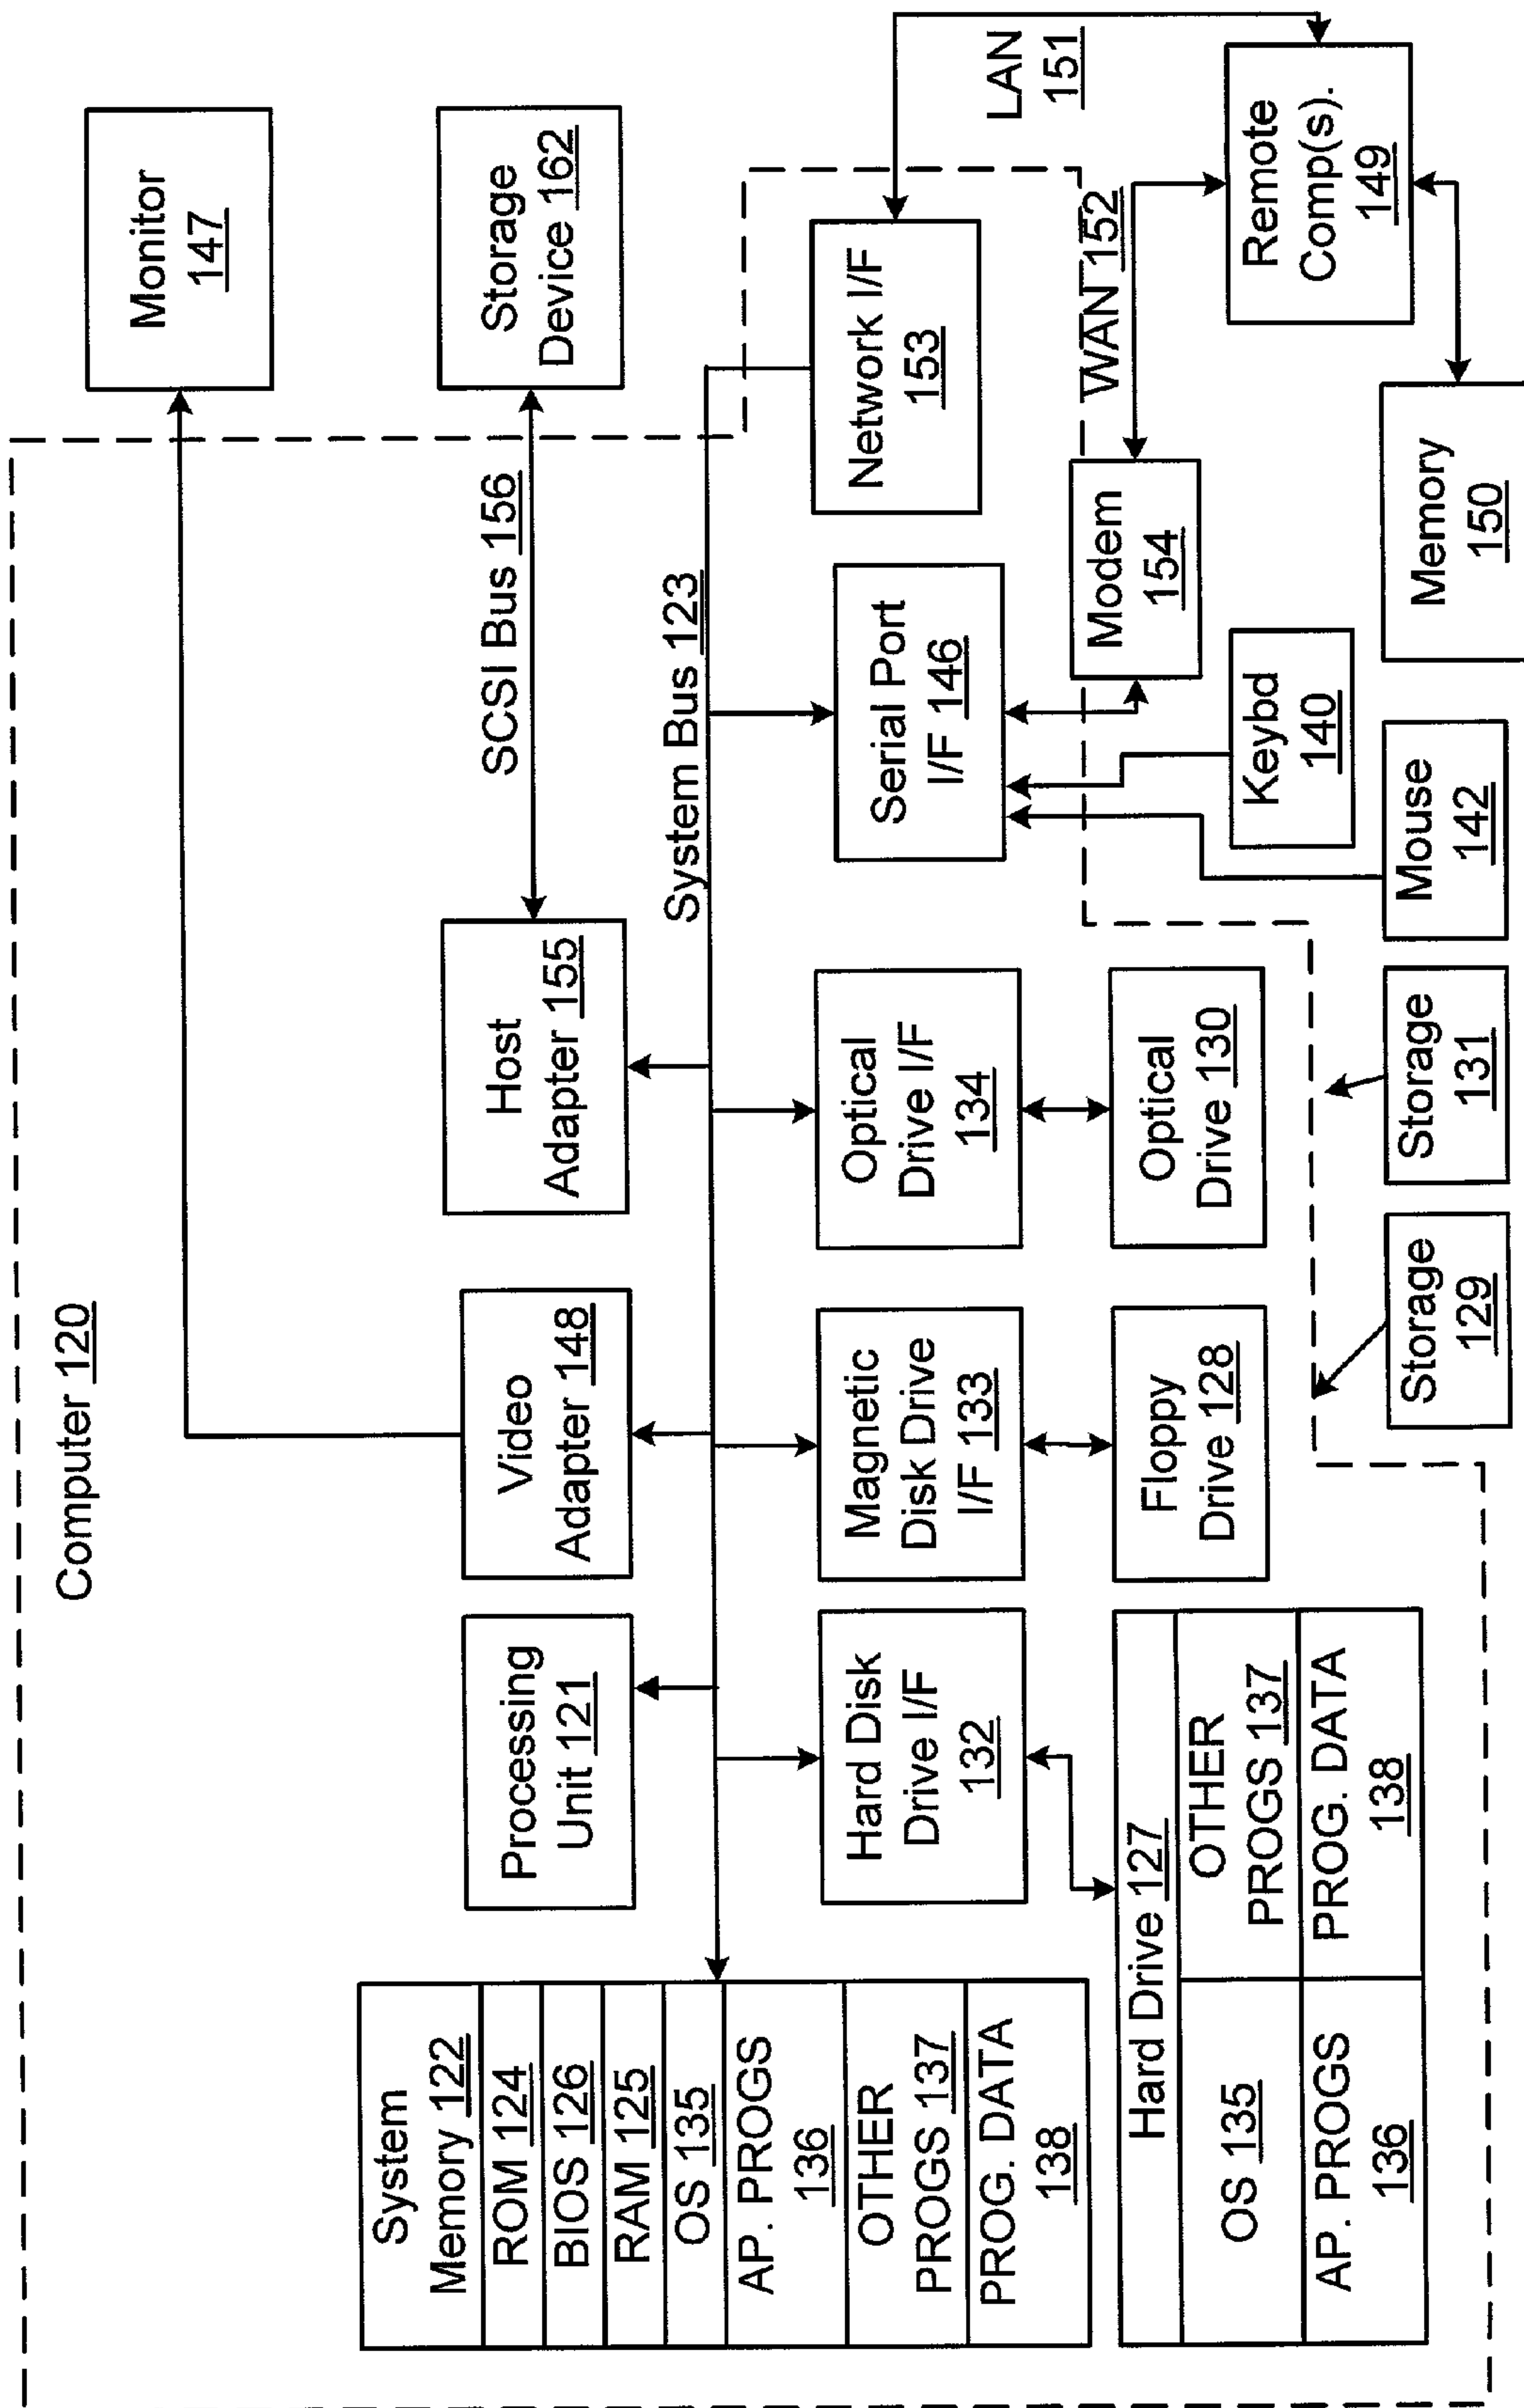 Computer 120
Monitor
147
System
Memory 122
ROM 124
BIOS 126
RAM 125
OS 135
AP. PROGS
136
OTHER
PROGS 137
PROG. DATA
138
Processing
Unit 121
Video
Adapter 148
Host
Adapter 155
SCSI Bus 156
Storage
Device 162
System Bus 123
Hard Disk
Drive I/F
132
Magnetic
Disk Drive
I/F 133
Optical
Drive I/F
134
Serial Port
I/F 146
Network I/F
153
LAN
151
Hard Drive 127
OS 135
OTHER
PROGS 137
AP. PROGS
136
PROG. DATA
138
Floppy
Drive 128
Optical
Drive 130
Modem
154
WAN 152
Remote
Comp(s).
149
Storage
129
Storage
131
Mouse
142
Keybd
140
Memory
150